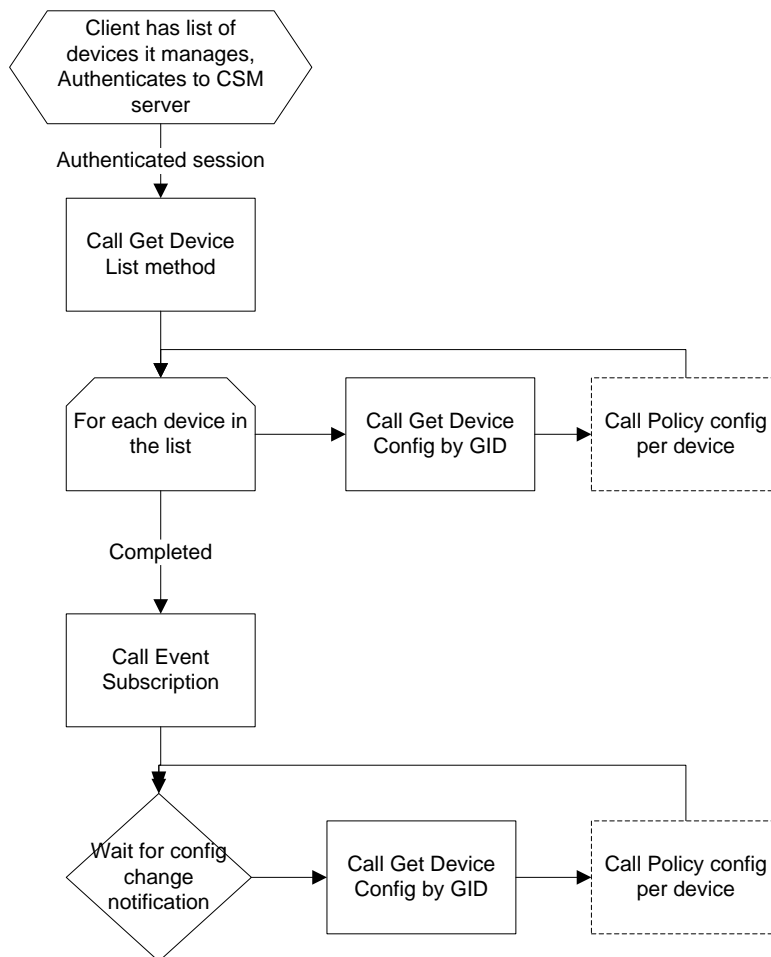 Client has list of
devices it manages,
Authenticates to CSM
server
Authenticated session
Call Get Device
List method
For each device in
the list
Call Get Device
Config by GID
Call Policy config
per device
Completed
Call Event
Subscription
Wait for config
change
notification
Call Get Device
Config by GID
Call Policy config
per device